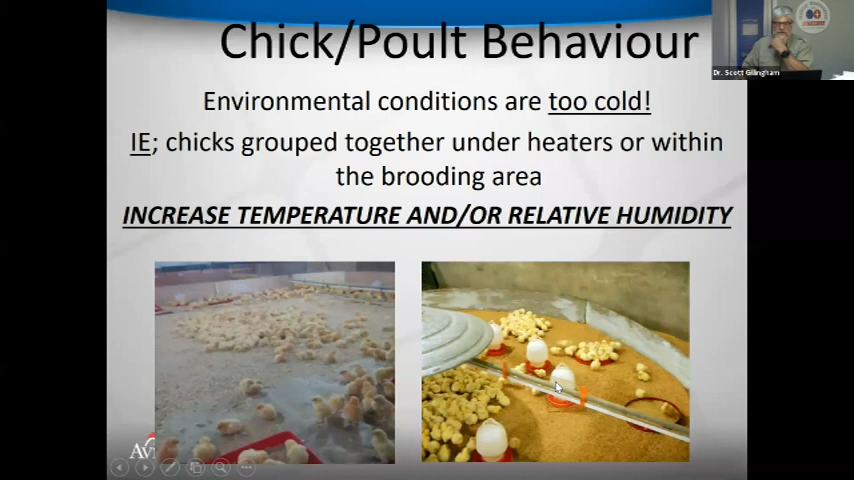 Chick/Poult Behaviour
Environmental conditions are too cold!
IE; chicks grouped together under heaters or within
the brooding area
INCREASE TEMPERATURE AND/OR RELATIVE HUMIDITY
Dr. Scott Gillingham